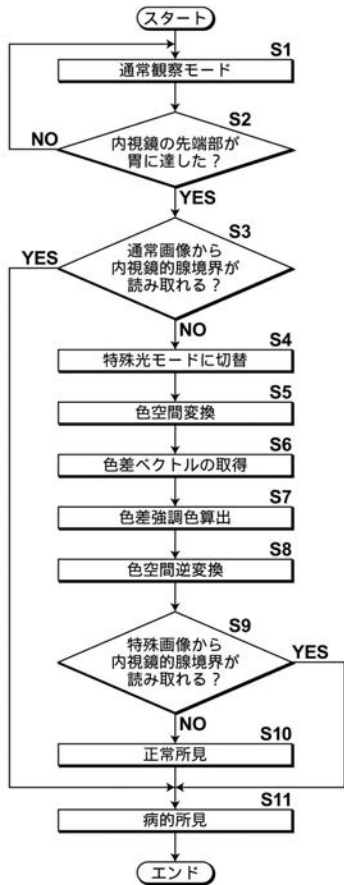 スタート
S1
通常観察モード
S2
NO
内視鏡の先端部が
胃に達した?
YES
S3
YES
通常画像から
内視鏡的腺境界が
読み取れる?
NO
S4
特殊光モードに切替
S5
色空間変換
S6
色差ベクトルの取得
S7
色差強調色算出
S8
色空間逆変換
S9
特殊画像から
内視鏡的腺境界が
読み取れる?
YES
NO
S10
正常所見
S11
病的所見
エンド